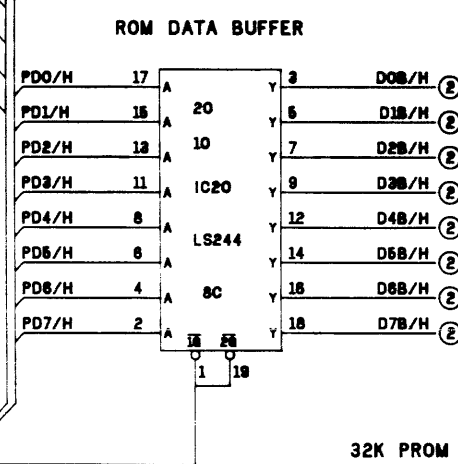 ROM DATA BUFFER
PD0/H 17 A Y 3 D0B/H 2
20
PD1/H 15 A Y 5 D1B/H 2
10
PD2/H 13 A Y 7 D2B/H 2
PD3/H 11 A IC20 Y 9 D3B/H 2
PD4/H 8 A Y 12 D4B/H 2
LS244
PD5/H 6 A Y 14 D5B/H 2
PD6/H 4 A 8C Y 16 D6B/H 2
PD7/H 2 A Y 18 D7B/H 2
1G 2G
1 19
32K PROM